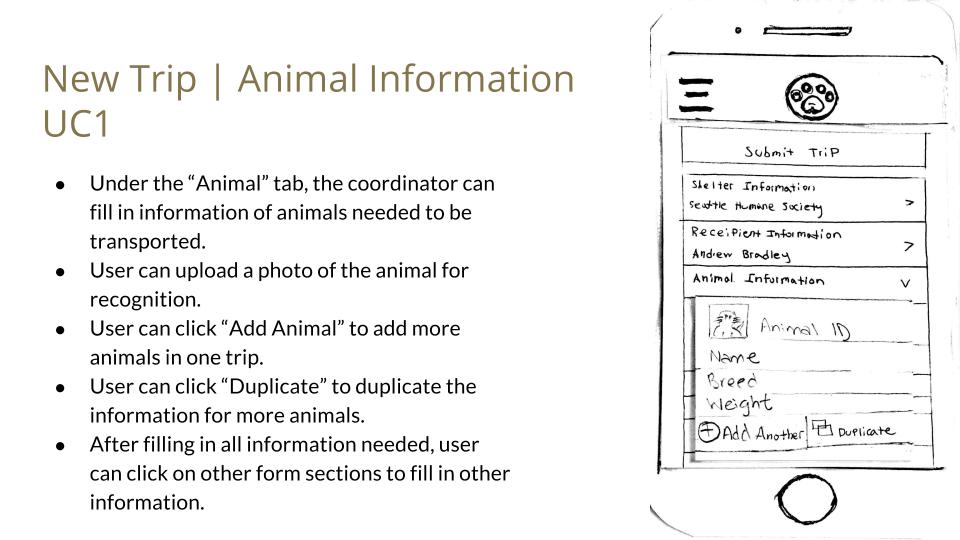 New Trip | Animal Information
UC1
● Under the “Animal” tab, the coordinator can
fill in information of animals needed to be
transported.
● User can upload a photo of the animal for
recognition.
● User can click “Add Animal” to add more
animals in one trip.
● User can click “Duplicate” to duplicate the
information for more animals.
● After filling in all information needed, user
can click on other form sections to fill in other
information.
Submit TriP
Shelter Information
Seattle Humane Society
>
Receipient Information
Andrew Bradley
>
Animal Information
v
Animal ID
Name
Breed
Weight
+ Add Another
Duplicate